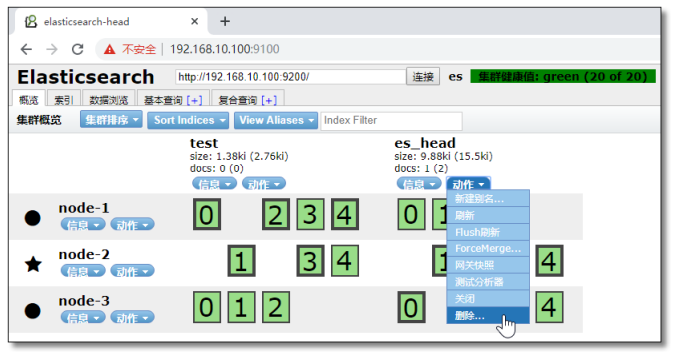 elasticsearch-head
不安全 192.168.10.100:9100
Elasticsearch http://192.168.10.100:9200/ 连接 es 集群健康值: green (20 of 20)
概览 索引 数据浏览 基本查询 [+] 复合查询 [+]
集群概览 集群排序 Sort Indices View Aliases Index Filter
test es_head
size: 1.38ki (2.76ki) size: 9.88ki (15.5ki)
docs: 0 (0) docs: 1 (2)
信息 动作 信息 动作
新建别名...
node-1 0 2 3 4 0 1
信息 动作 刷新
Flush刷新
node-2 1 3 4 1 4
信息 动作 ForceMerge...
网关快照
测试分析器
node-3 0 1 2 0 4
信息 动作 关闭
删除...